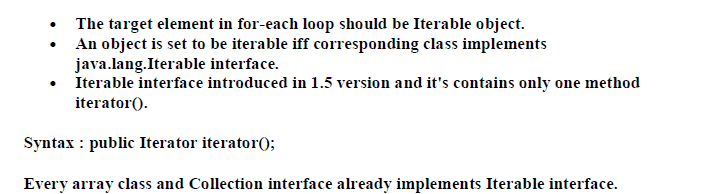 • The target element in for-each loop should be Iterable object.
• An object is set to be iterable iff corresponding class implements
java.lang.Iterable interface.
• Iterable interface introduced in 1.5 version and it's contains only one method
iterator().
Syntax : public Iterator iterator();
Every array class and Collection interface already implements Iterable interface.